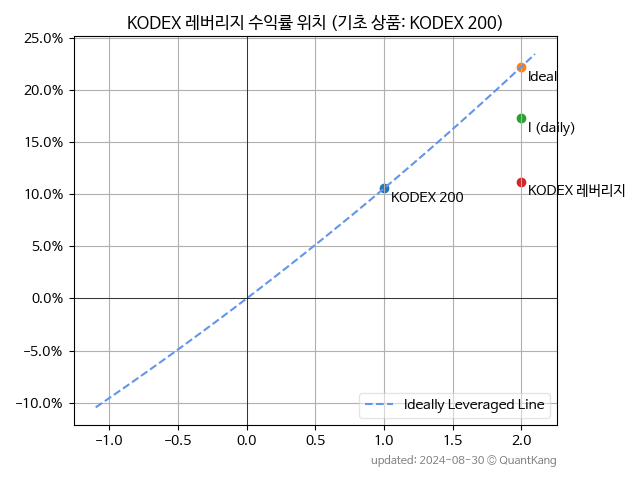 KODEX 레버리지 수익률 위치 (기초 상품: KODEX 200)
25.0%
20.0%
15.0%
10.0%
5.0%
0.0%
−5.0%
−10.0%
Ideal
I (daily)
KODEX 레버리지
KODEX 200
Ideally Leveraged Line
−1.0 −0.5 0.0 0.5 1.0 1.5 2.0
updated: 2024-08-30 © QuantKang